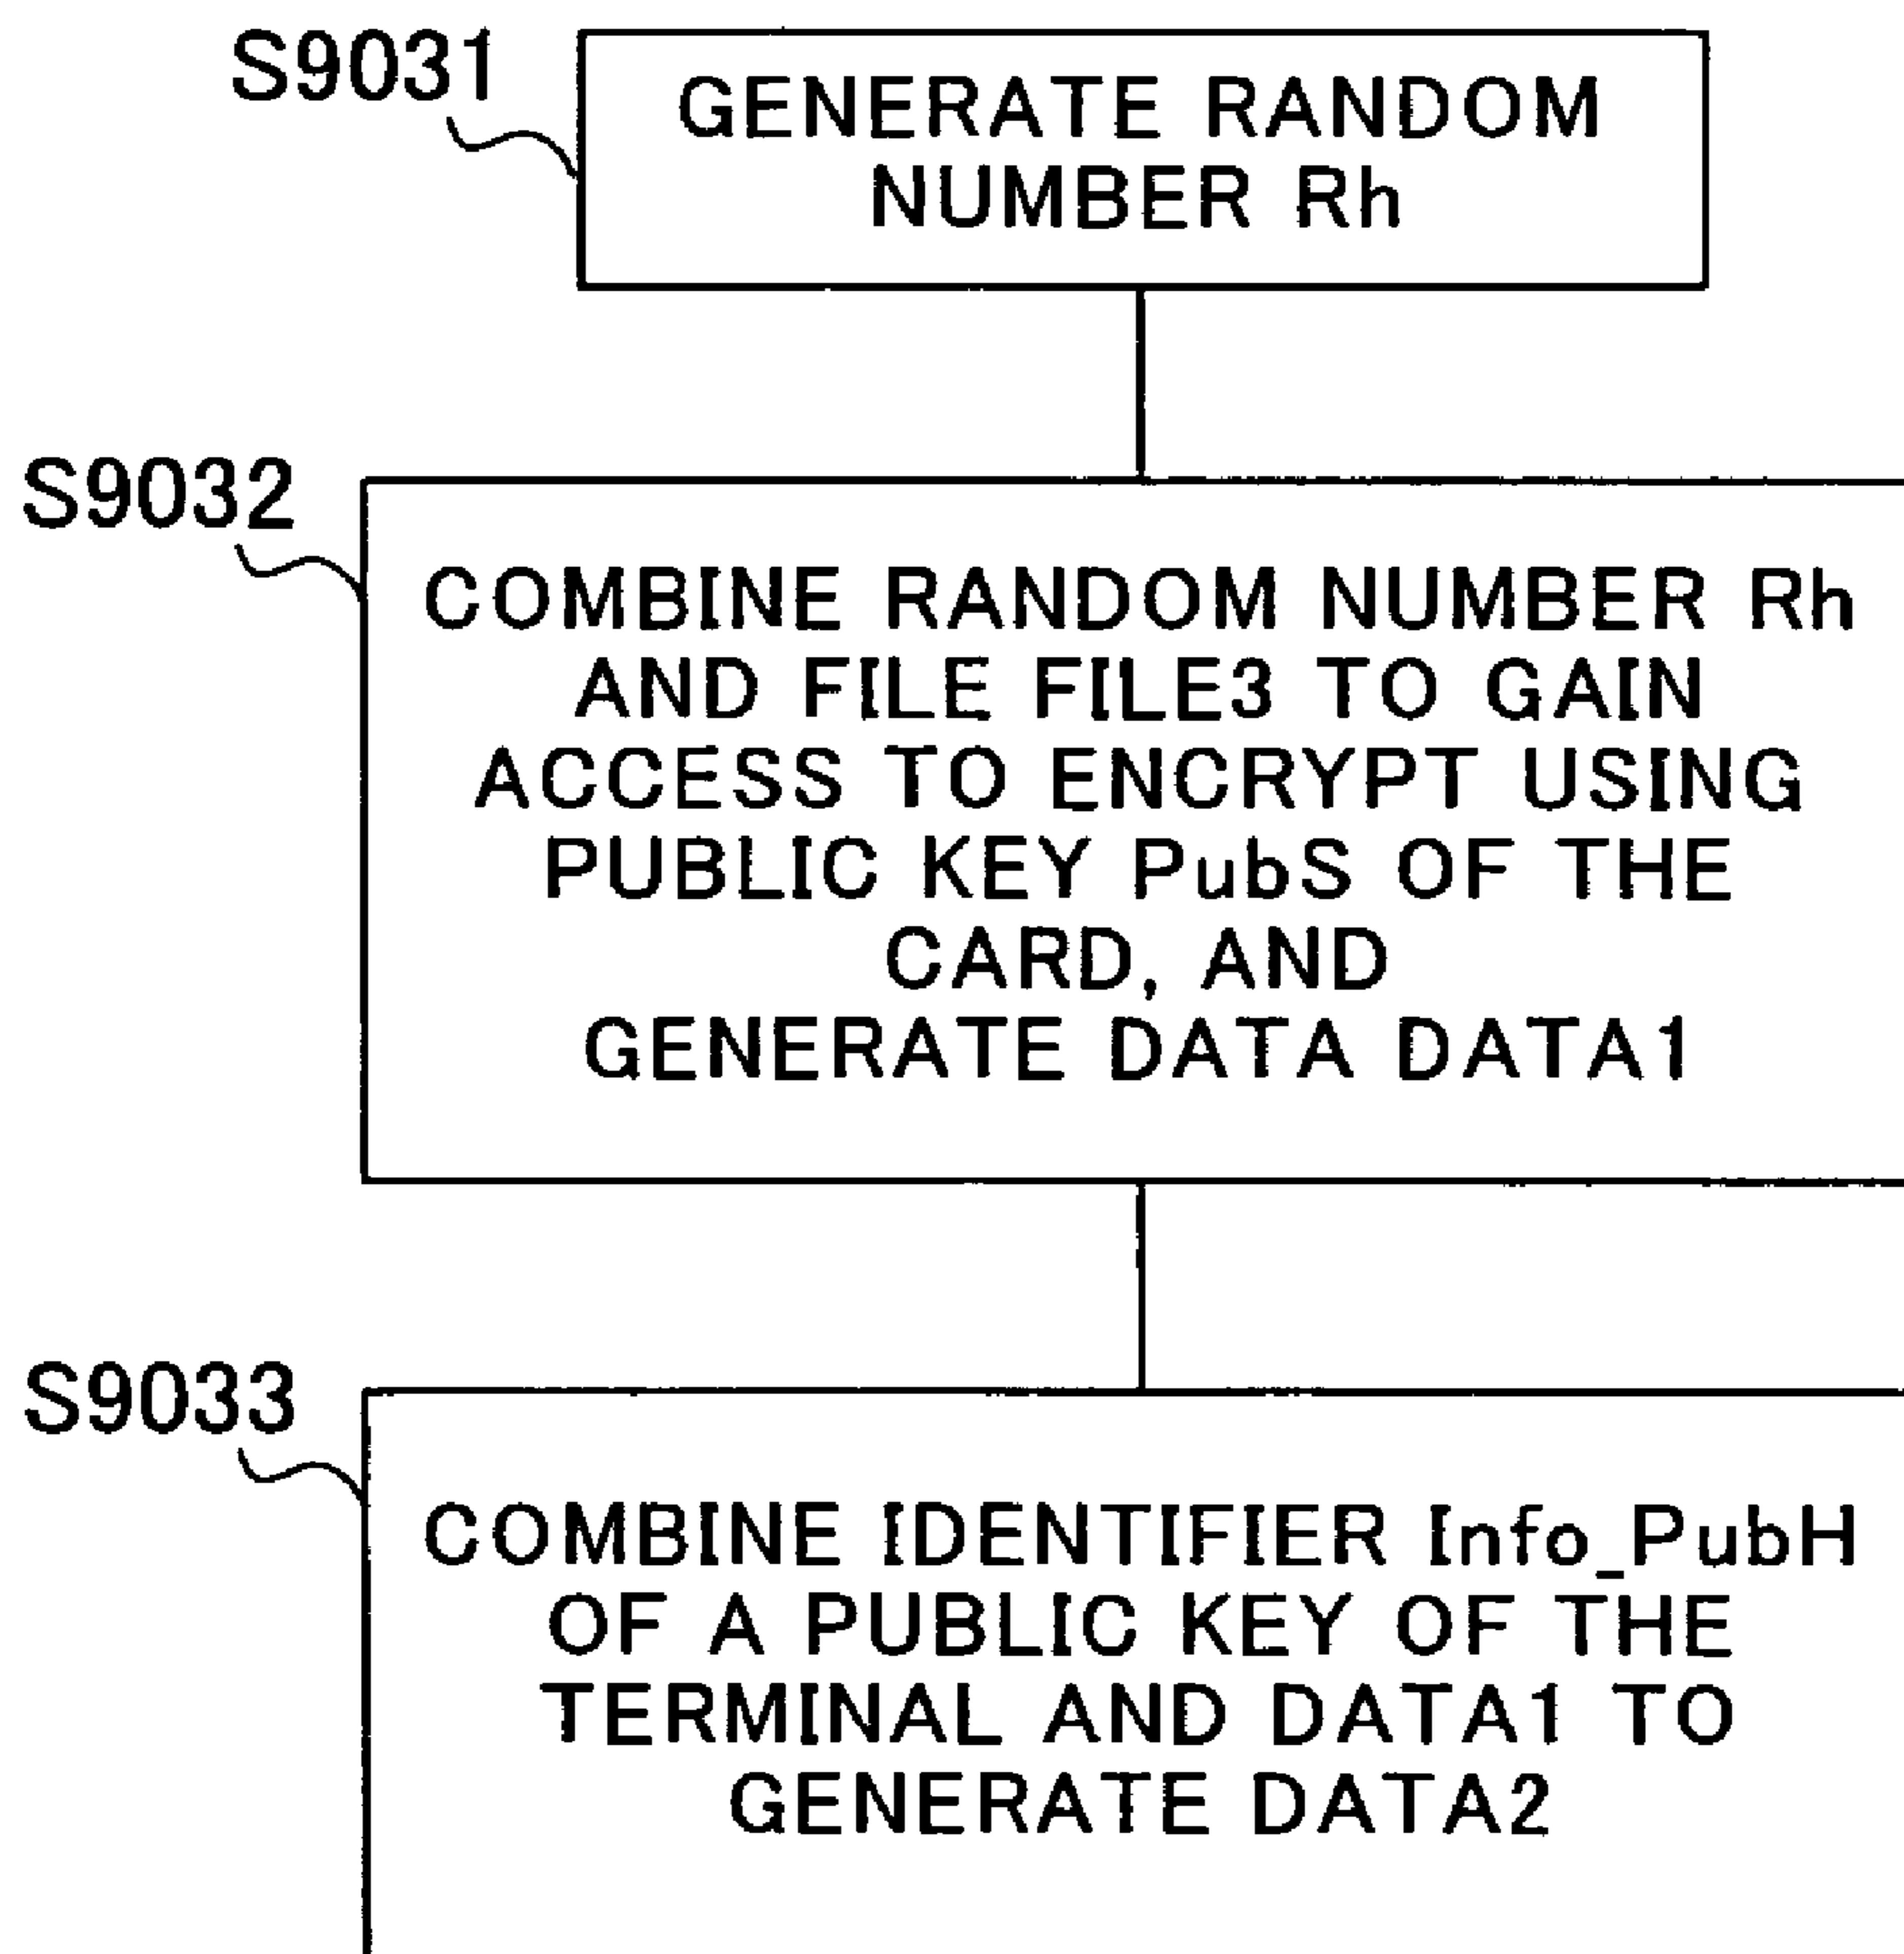 S9031
GENERATE RANDOM
NUMBER Rh
S9032
COMBINE RANDOM NUMBER Rh
AND FILE FILE3 TO GAIN
ACCESS TO ENCRYPT USING
PUBLIC KEY PubS OF THE
CARD, AND
GENERATE DATA DATA1
S9033
COMBINE IDENTIFIER Info_PubH
OF A PUBLIC KEY OF THE
TERMINAL AND DATA1 TO
GENERATE DATA2